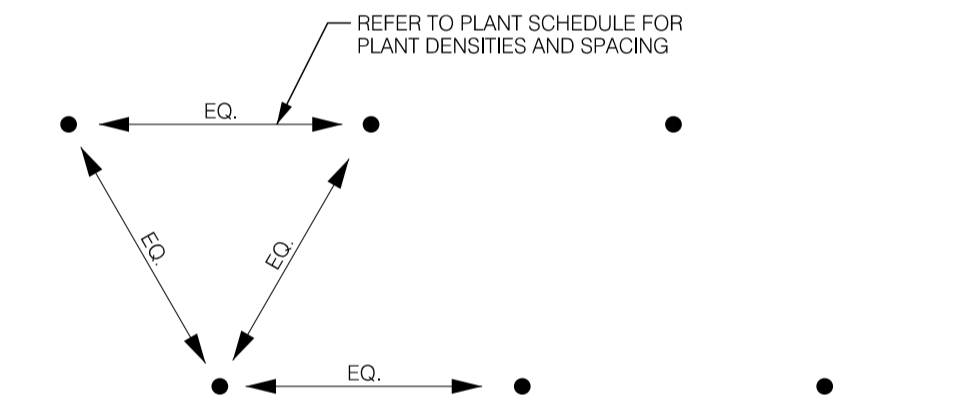 REFER TO PLANT SCHEDULE FOR
PLANT DENSITIES AND SPACING
EQ.
EQ.
EQ.
EQ.